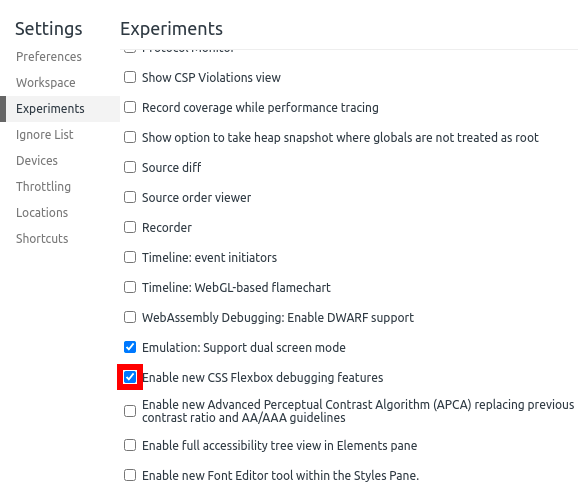 Settings
Preferences
Workspace
Experiments
Ignore List
Devices
Throttling
Locations
Shortcuts
Experiments
Protocol Monitor
Show CSP Violations view
Record coverage while performance tracing
Show option to take heap snapshot where globals are not treated as root
Source diff
Source order viewer
Recorder
Timeline: event initiators
Timeline: WebGL-based flamechart
WebAssembly Debugging: Enable DWARF support
Emulation: Support dual screen mode
Enable new CSS Flexbox debugging features
Enable new Advanced Perceptual Contrast Algorithm (APCA) replacing previous
contrast ratio and AA/AAA guidelines
Enable full accessibility tree view in Elements pane
Enable new Font Editor tool within the Styles Pane.